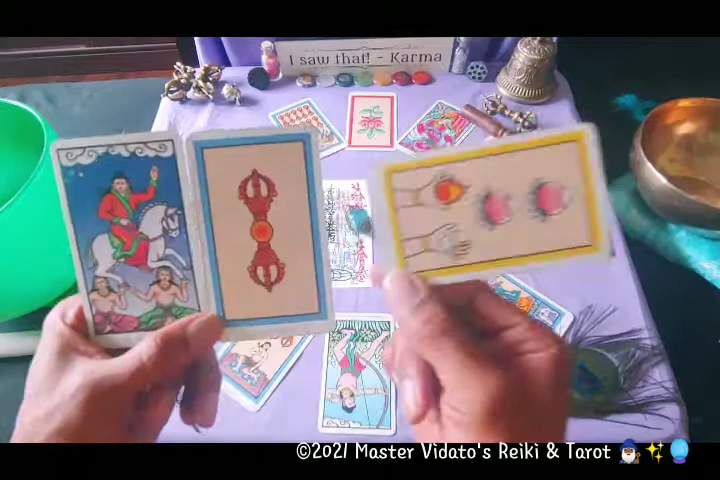 I saw that! - Karma
©2021 Master Vidato's Reiki & Tarot 🧙‍♂️✨🔮